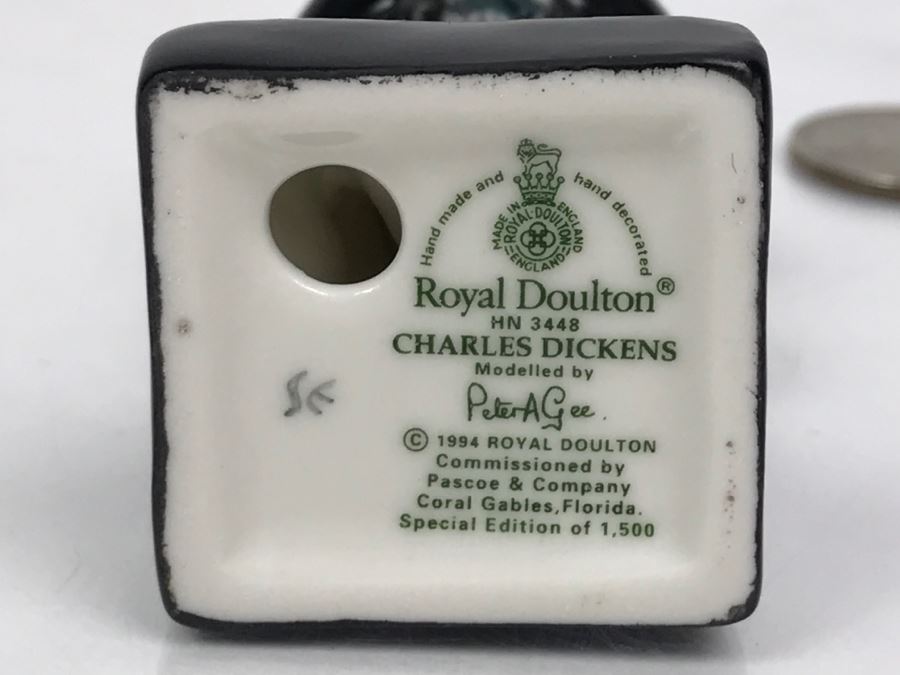 Hand made and hand decorated
MADE IN ENGLAND
ROYAL·DOULTON
ENGLAND
Royal Doulton®
HN 3448
CHARLES DICKENS
Modelled by
PeterAGee.
© 1994 ROYAL DOULTON
Commissioned by
Pascoe & Company
Coral Gables,Florida.
Special Edition of 1,500
SF